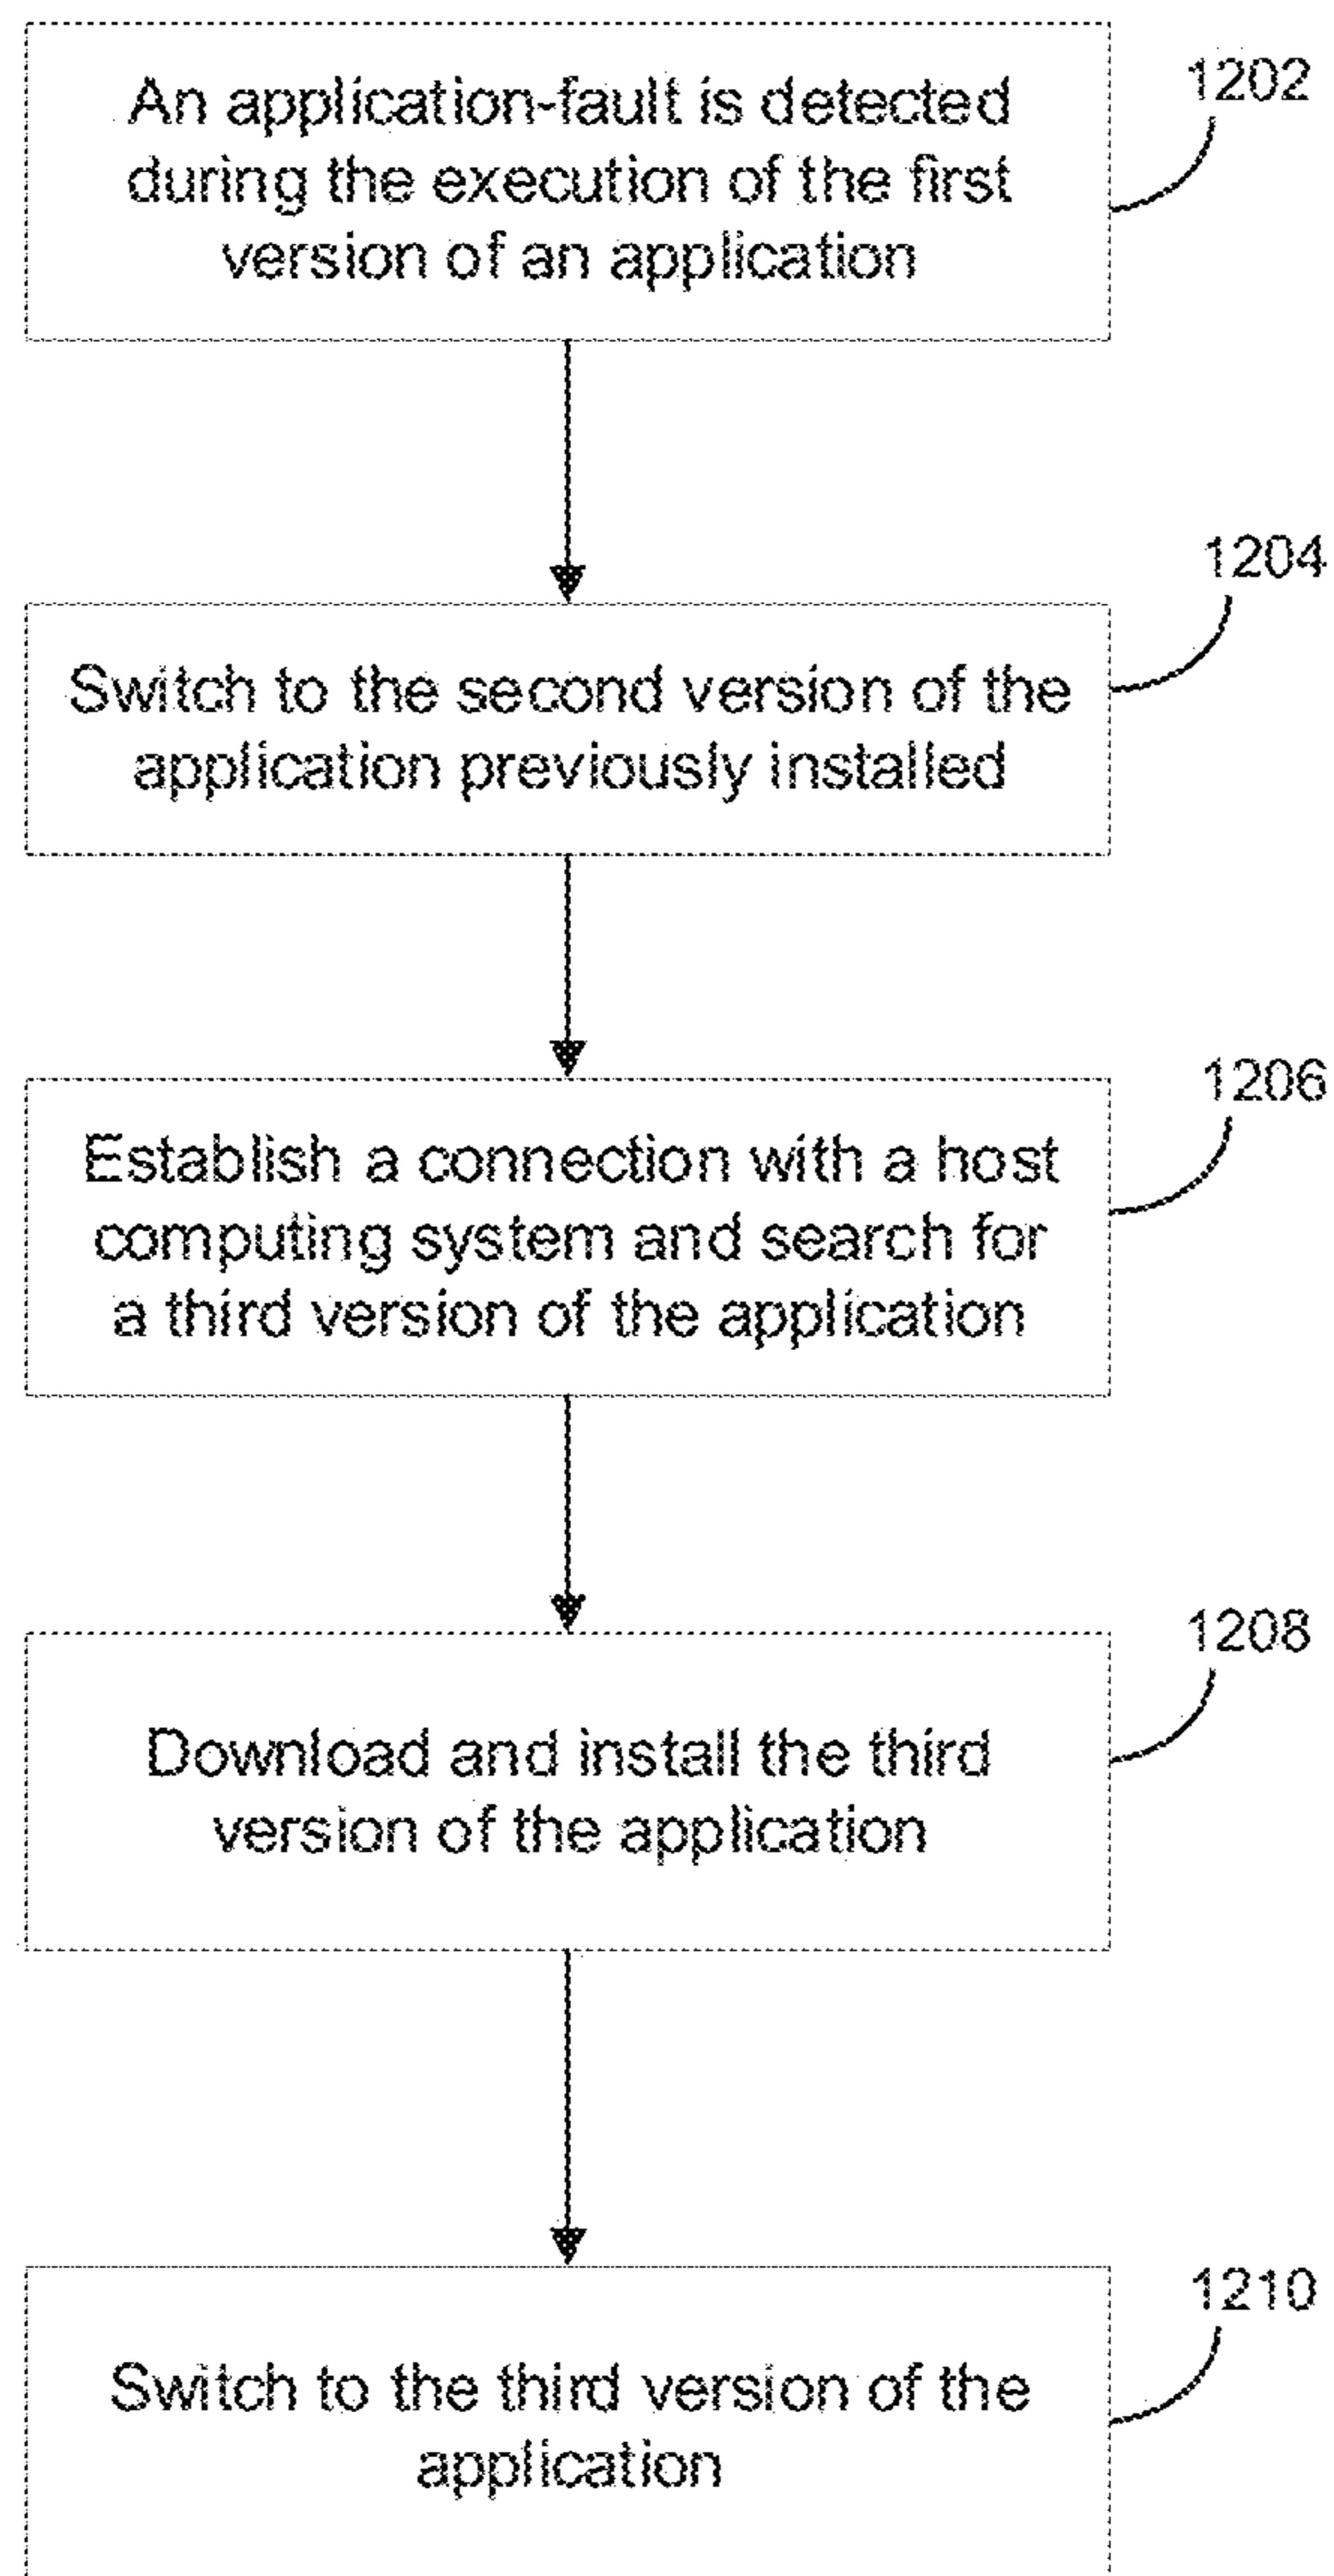 An application-fault is detected
during the execution of the first
version of an application
1202
Switch to the second version of the
application previously installed
1204
Establish a connection with a host
computing system and search for
a third version of the application
1206
Download and install the third
version of the application
1208
Switch to the third version of the
application
1210